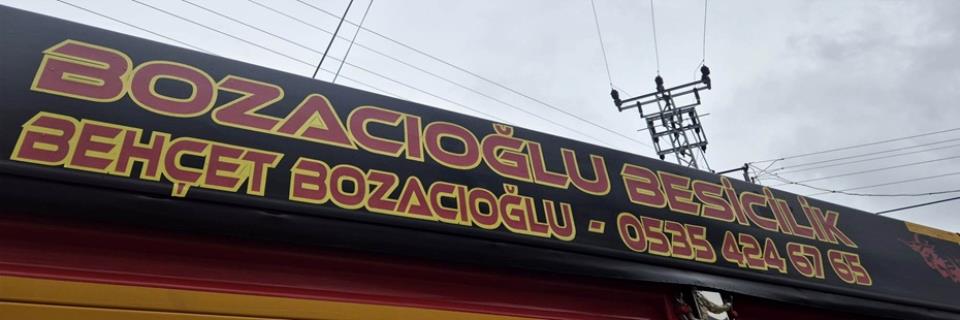 BOZACIOĞLU BESİCİLİK
BEHÇET BOZACIOĞLU - 0535 424 67 65